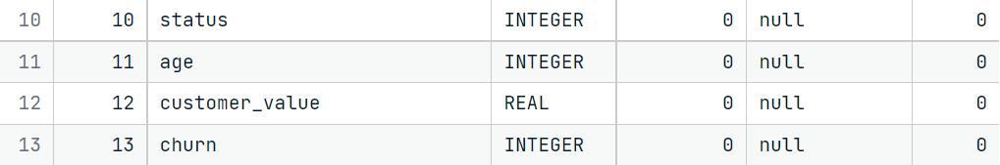 10 10 status INTEGER 0 null 0
11 11 age INTEGER 0 null 0
12 12 customer_value REAL 0 null 0
13 13 churn INTEGER 0 null 0